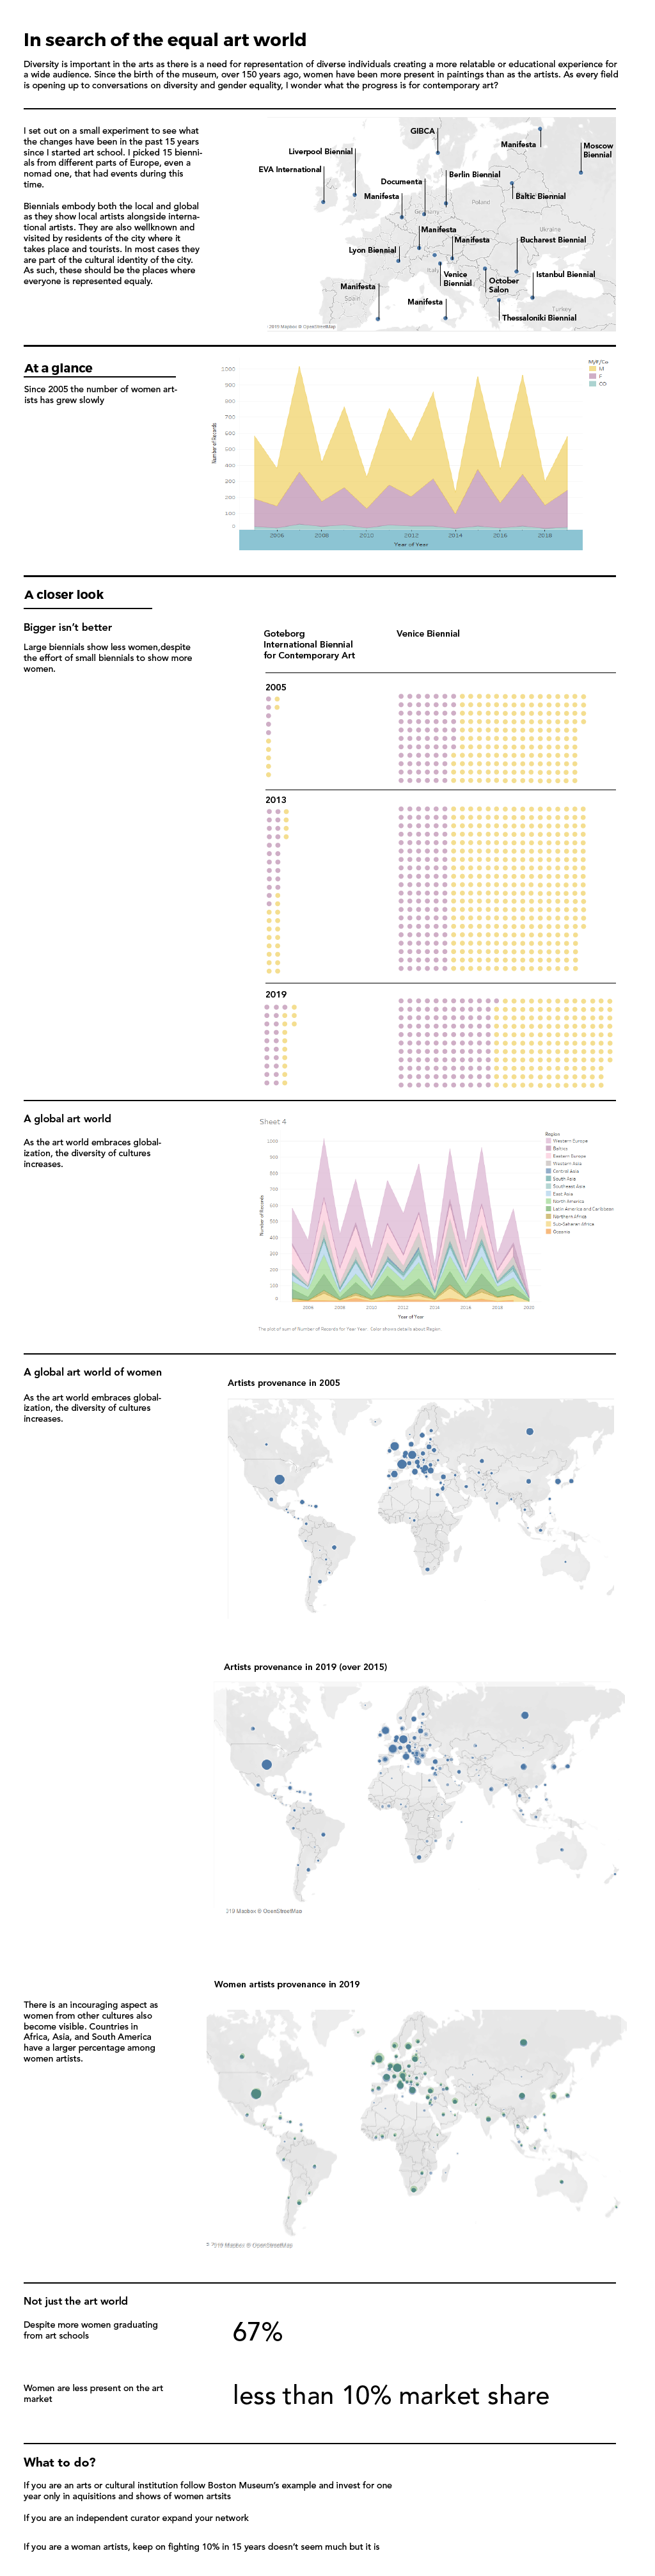 In search of the equal art world
Diversity is important in the arts as there is a need for representation of diverse individuals creating a more relatable or educational experience for
a wide audience. Since the birth of the museum, over 150 years ago, women have been more present in paintings than as the artists. As every field
is opening up to conversations on diversity and gender equality, I wonder what the progress is for contemporary art?
I set out on a small experiment to see what
the changes have been in the past 15 years
since I started art school. I picked 15 bienni-
als from different parts of Europe, even a
nomad one, that had events during this
time.
Biennials embody both the local and global
as they show local artists alongside interna-
tional artists. They are also wellknown and
visited by residents of the city where it
takes place and tourists. In most cases they
are part of the cultural identity of the city.
As such, these should be the places where
everyone is represented equaly.
GIBCA
Manifesta
Moscow
Biennial
Liverpool Biennial
EVA International
Berlin Biennial
Documenta
Manifesta
Baltic Biennial
Poland
Germany
Ukraine
Manifesta
Manifesta
Bucharest Biennial
Lyon Biennial
Italy
Venice
Biennial
October
Salon
Istanbul Biennial
Manifesta
Spain
Manifesta
Turkey
Thessaloniki Biennial
2019 Mapbox © OpenStreetMap
At a glance
Since 2005 the number of women art-
ists has grew slowly
M/F/Co
M
F
CO
Number of Records
1000
900
800
700
600
500
400
300
200
100
0
2006 2008 2010 2012 2014 2016 2018
Year of Year
A closer look
Bigger isn't better
Large biennials show less women,despite
the effort of small biennials to show more
women.
Goteborg
International Biennial
for Contemporary Art
Venice Biennial
2005
2013
2019
A global art world
As the art world embraces global-
ization, the diversity of cultures
increases.
Sheet 4
Number of Records
1000
900
800
700
600
500
400
300
200
100
0
2006 2008 2010 2012 2014 2016 2018 2020
Year of Year
Region
Western Europe
Balkans
Eastern Europe
Western Asia
Central Asia
South Asia
Southeast Asia
East Asia
North America
Latin America and Caribbean
Northern Africa
Sub-Saharan Africa
Oceania
The plot of sum of Number of Records for Year Year. Color shows details about Region.
A global art world of women
As the art world embraces global-
ization, the diversity of cultures
increases.
Artists provenance in 2005
Artists provenance in 2019 (over 2015)
219 Mapbox © OpenStreetMap
Women artists provenance in 2019
There is an incouraging aspect as
women from other cultures also
become visible. Countries in
Africa, Asia, and South America
have a larger percentage among
women artists.
Mapbox © OpenStreetMap
Not just the art world
Despite more women graduating
from art schools
67%
Women are less present on the art
market
less than 10% market share
What to do?
If you are an arts or cultural institution follow Boston Museum's example and invest for one
year only in aquisitions and shows of women artsits
If you are an independent curator expand your network
If you are a woman artists, keep on fighting 10% in 15 years doesn't seem much but it is